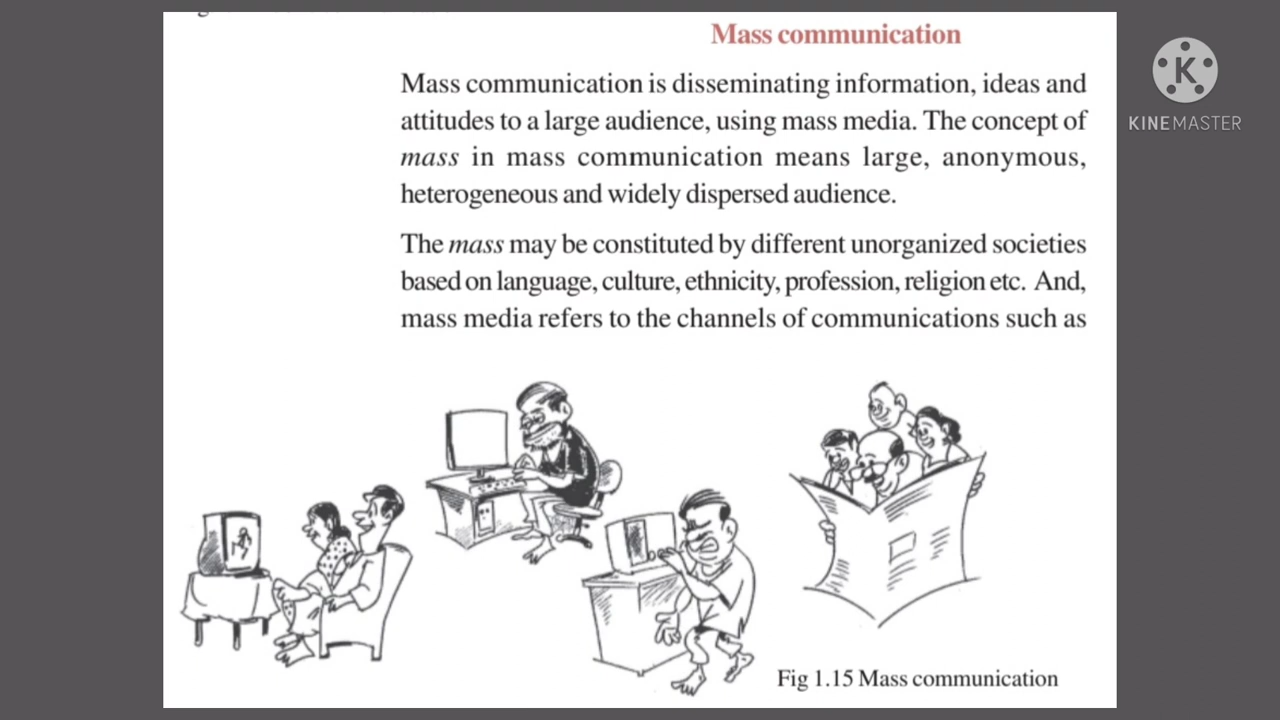 Mass communication
Mass communication is disseminating information, ideas and
attitudes to a large audience, using mass media. The concept of
mass in mass communication means large, anonymous,
heterogeneous and widely dispersed audience.
The mass may be constituted by different unorganized societies
based on language, culture, ethnicity, profession, religion etc. And,
mass media refers to the channels of communications such as
Fig 1.15 Mass communication
K
KINEMASTER